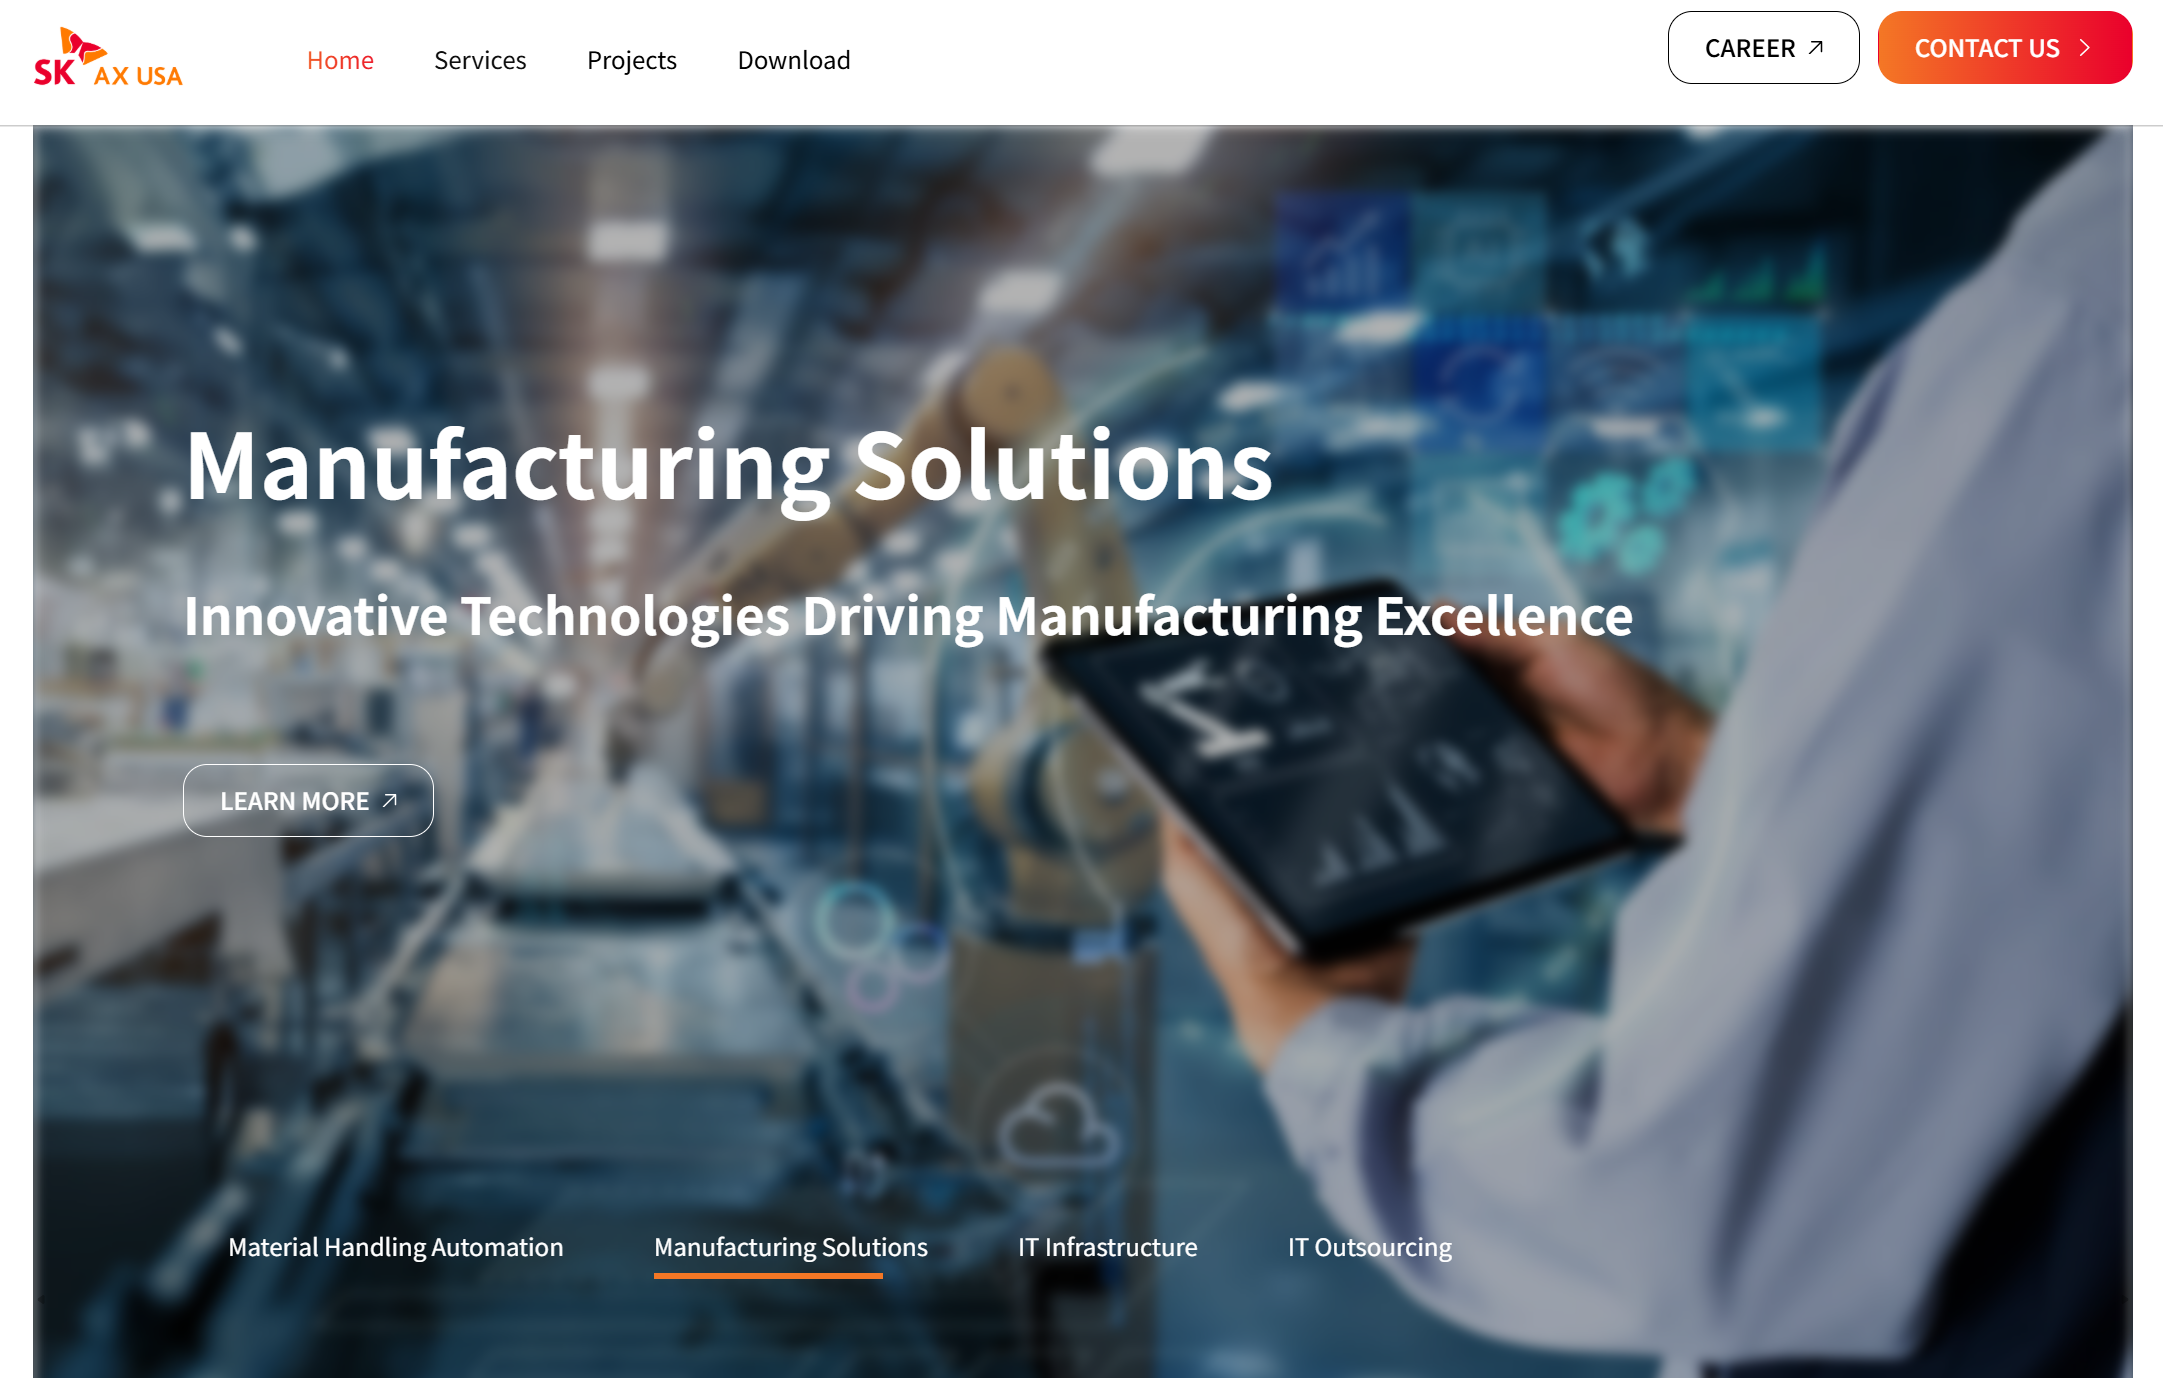 SK AX USA
Home
Services
Projects
Download
CAREER
CONTACT US
Manufacturing Solutions
Innovative Technologies Driving Manufacturing Excellence
LEARN MORE
Material Handling Automation
Manufacturing Solutions
IT Infrastructure
IT Outsourcing